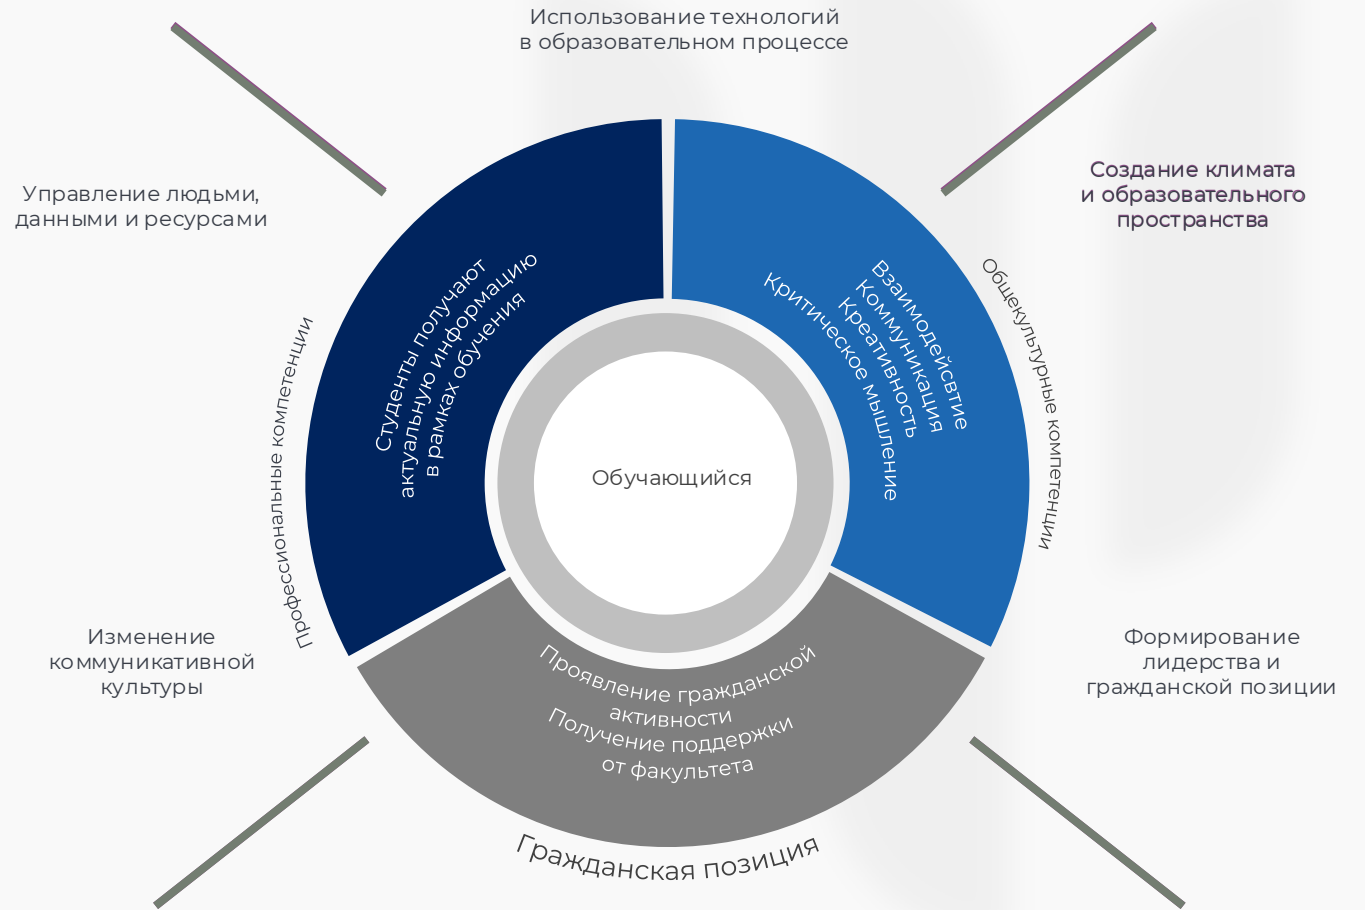 Использование технологий
в образовательном процессе
Управление людьми,
данными и ресурсами
Создание климата
и образовательного
пространства
Профессиональные компетенции
Студенты получают
актуальную информацию
в рамках обучения
Взаимодейсвтие
Коммуникация
Креативность
Критическое мышление
Общекультурные компетенции
Обучающийся
Изменение
коммуникативной
культуры
Формирование
лидерства и
гражданской позиции
Проявление гражданской
активности
Получение поддержки
от факультета
Гражданская позиция